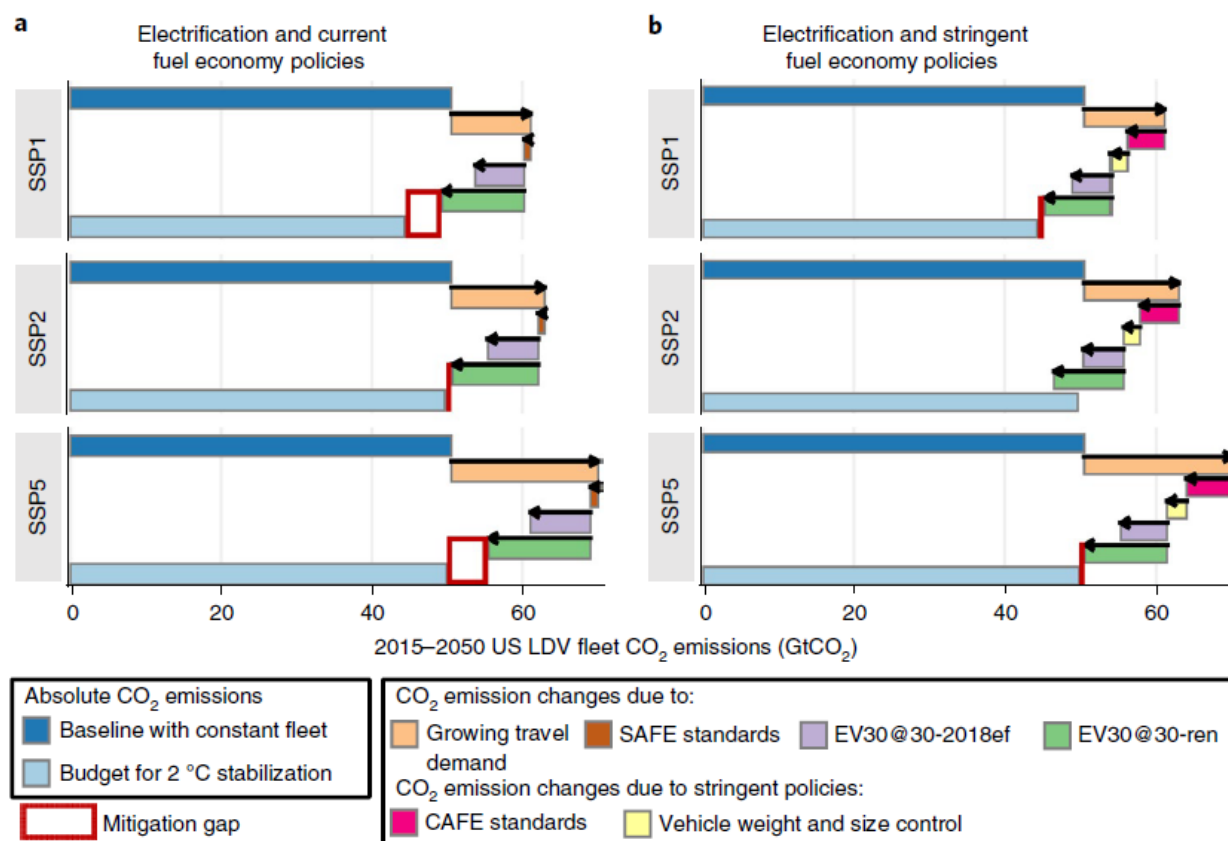 a
Electrification and current
fuel economy policies
SSP1
SSP2
SSP5
0 20 40 60
b
Electrification and stringent
fuel economy policies
SSP1
SSP2
SSP5
0 20 40 60
2015–2050 US LDV fleet CO₂ emissions (GtCO₂)
Absolute CO₂ emissions
Baseline with constant fleet
Budget for 2 °C stabilization
Mitigation gap
CO₂ emission changes due to:
Growing travel
demand
SAFE standards
EV30@30-2018ef
EV30@30-ren
CO₂ emission changes due to stringent policies:
CAFE standards
Vehicle weight and size control